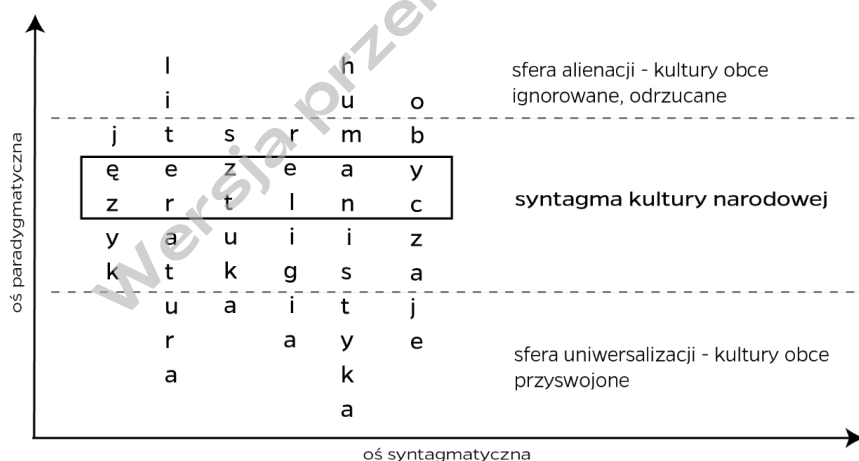 oś paradygmatyczna
język
literatura
sztuka
religia
humanistyka
obyczaje
sfera alienacji - kultury obce
ignorowane, odrzucane
syntagma kultury narodowej
sfera uniwersalizacji - kultury obce
przyswojone
oś syntagmatyczna
Wersja